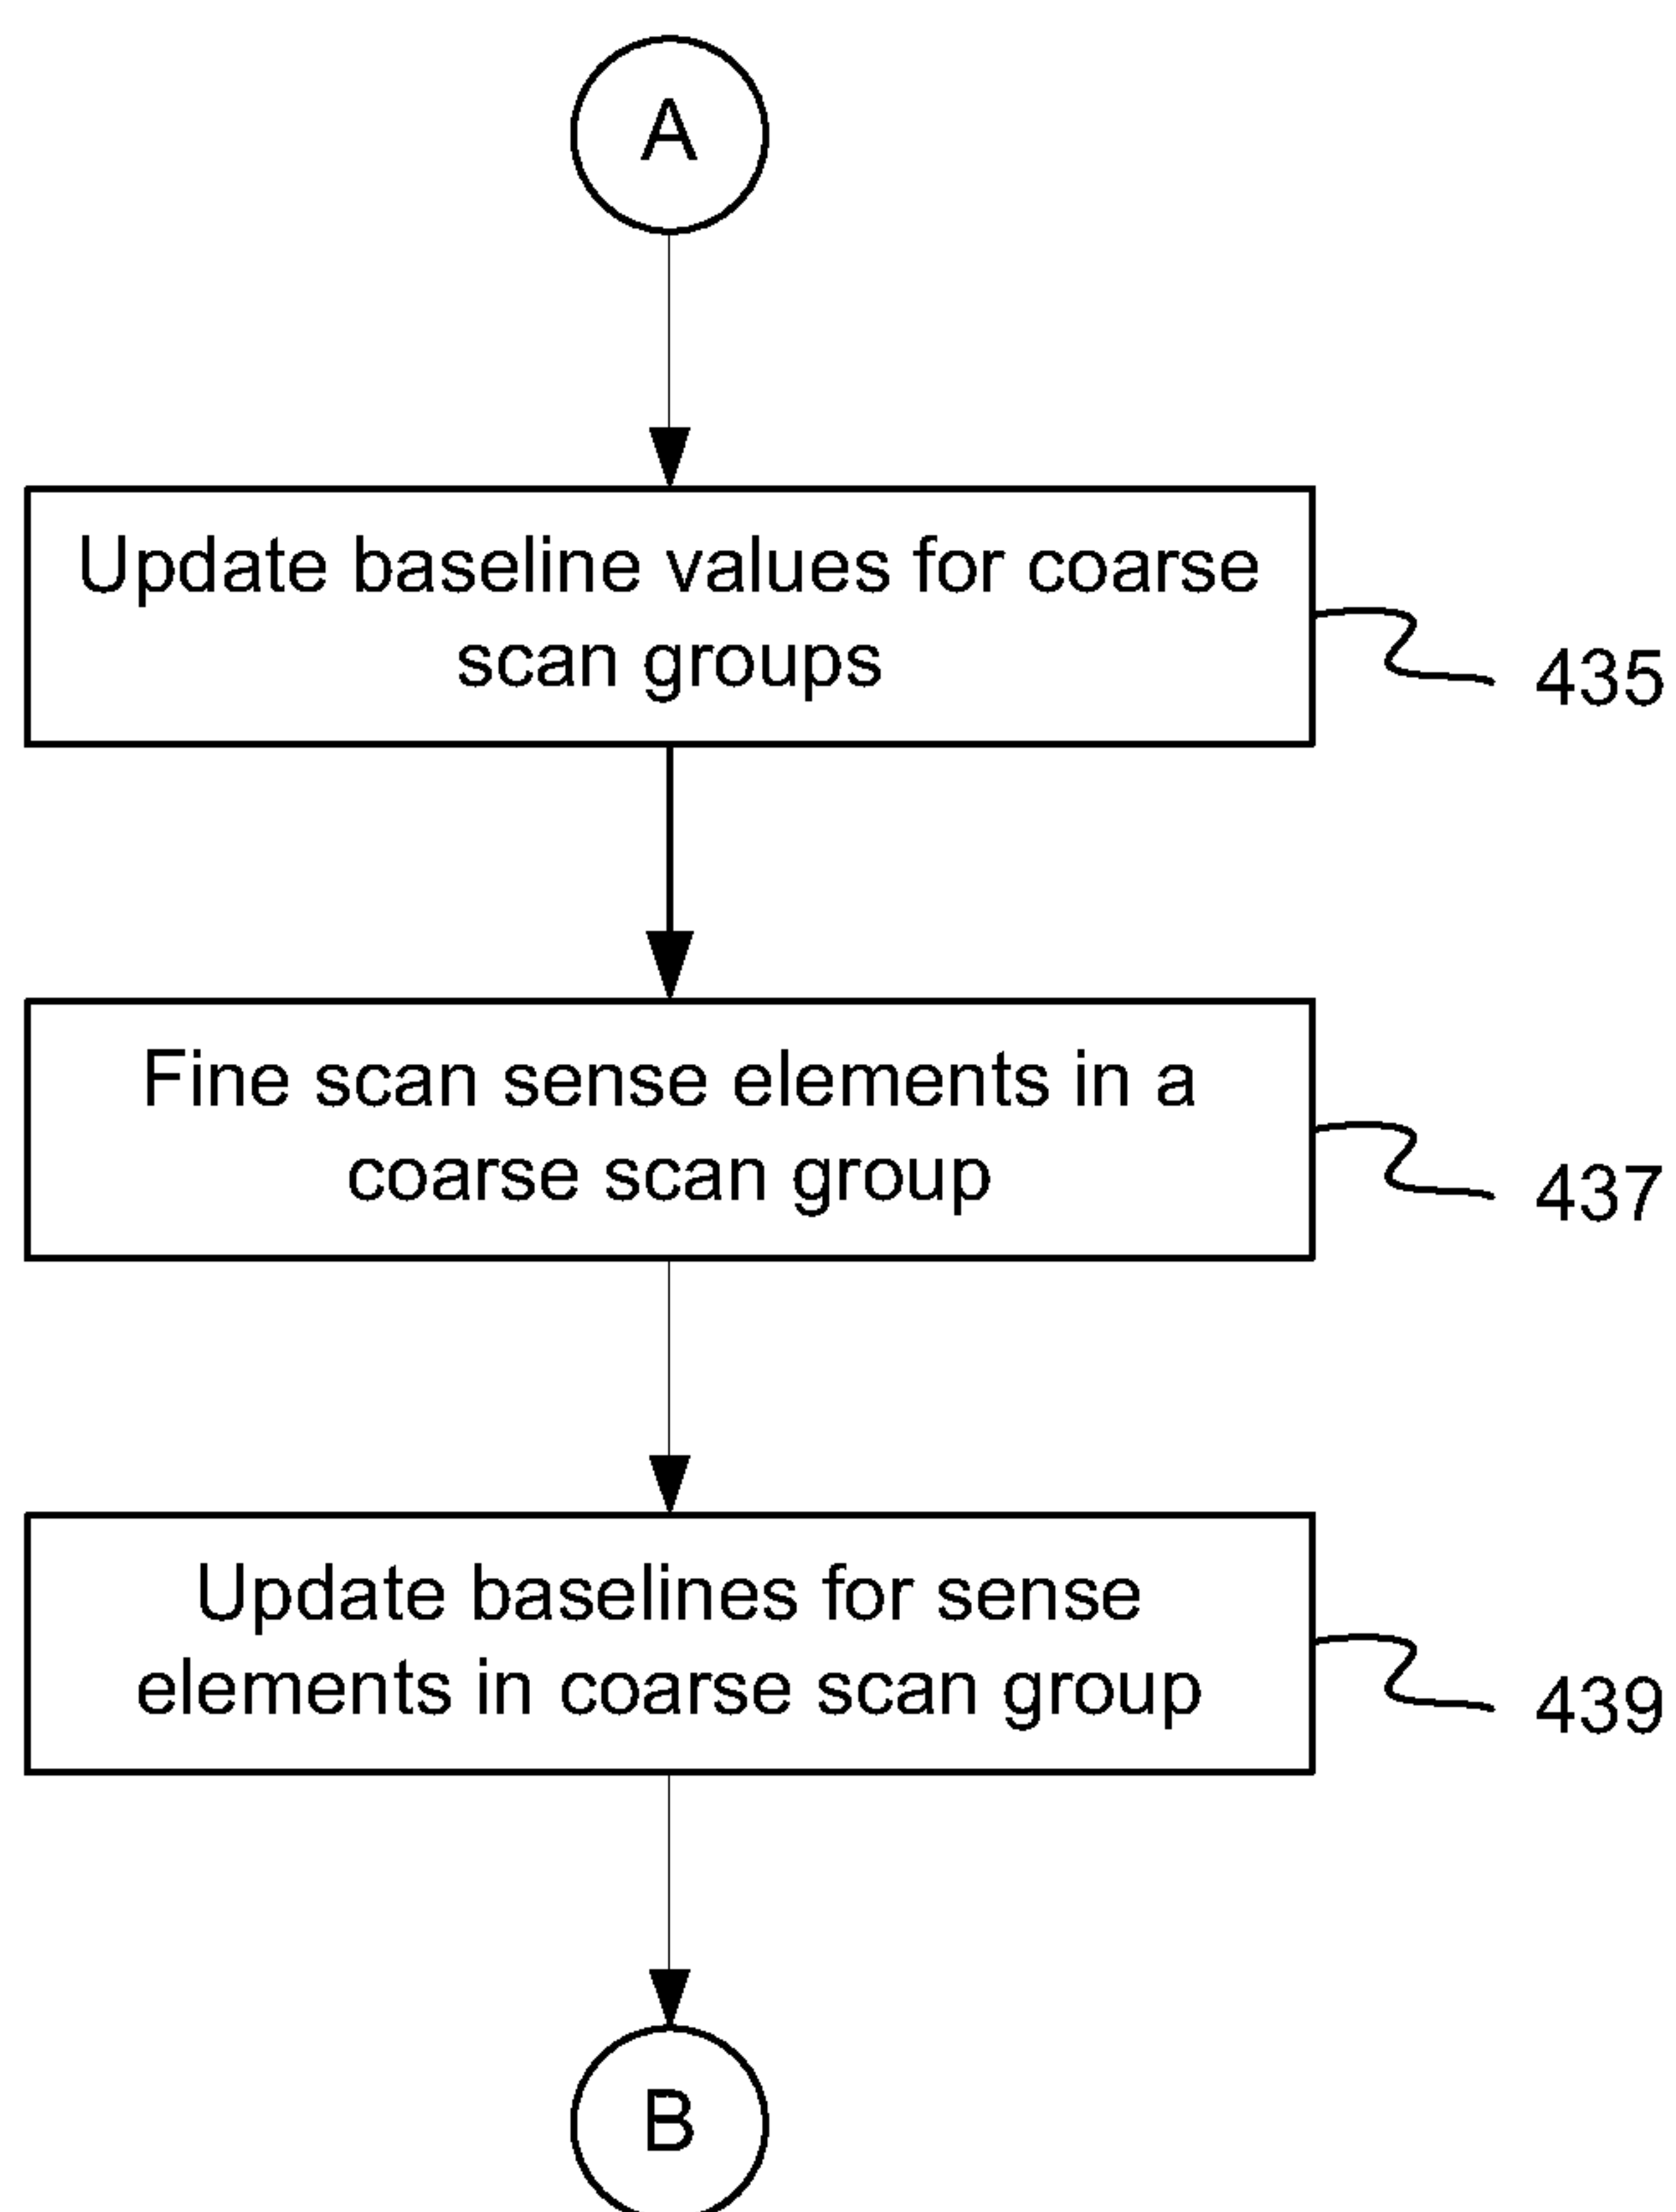 A
Update baseline values for coarse
scan groups
435
Fine scan sense elements in a
coarse scan group
437
Update baselines for sense
elements in coarse scan group
439
B